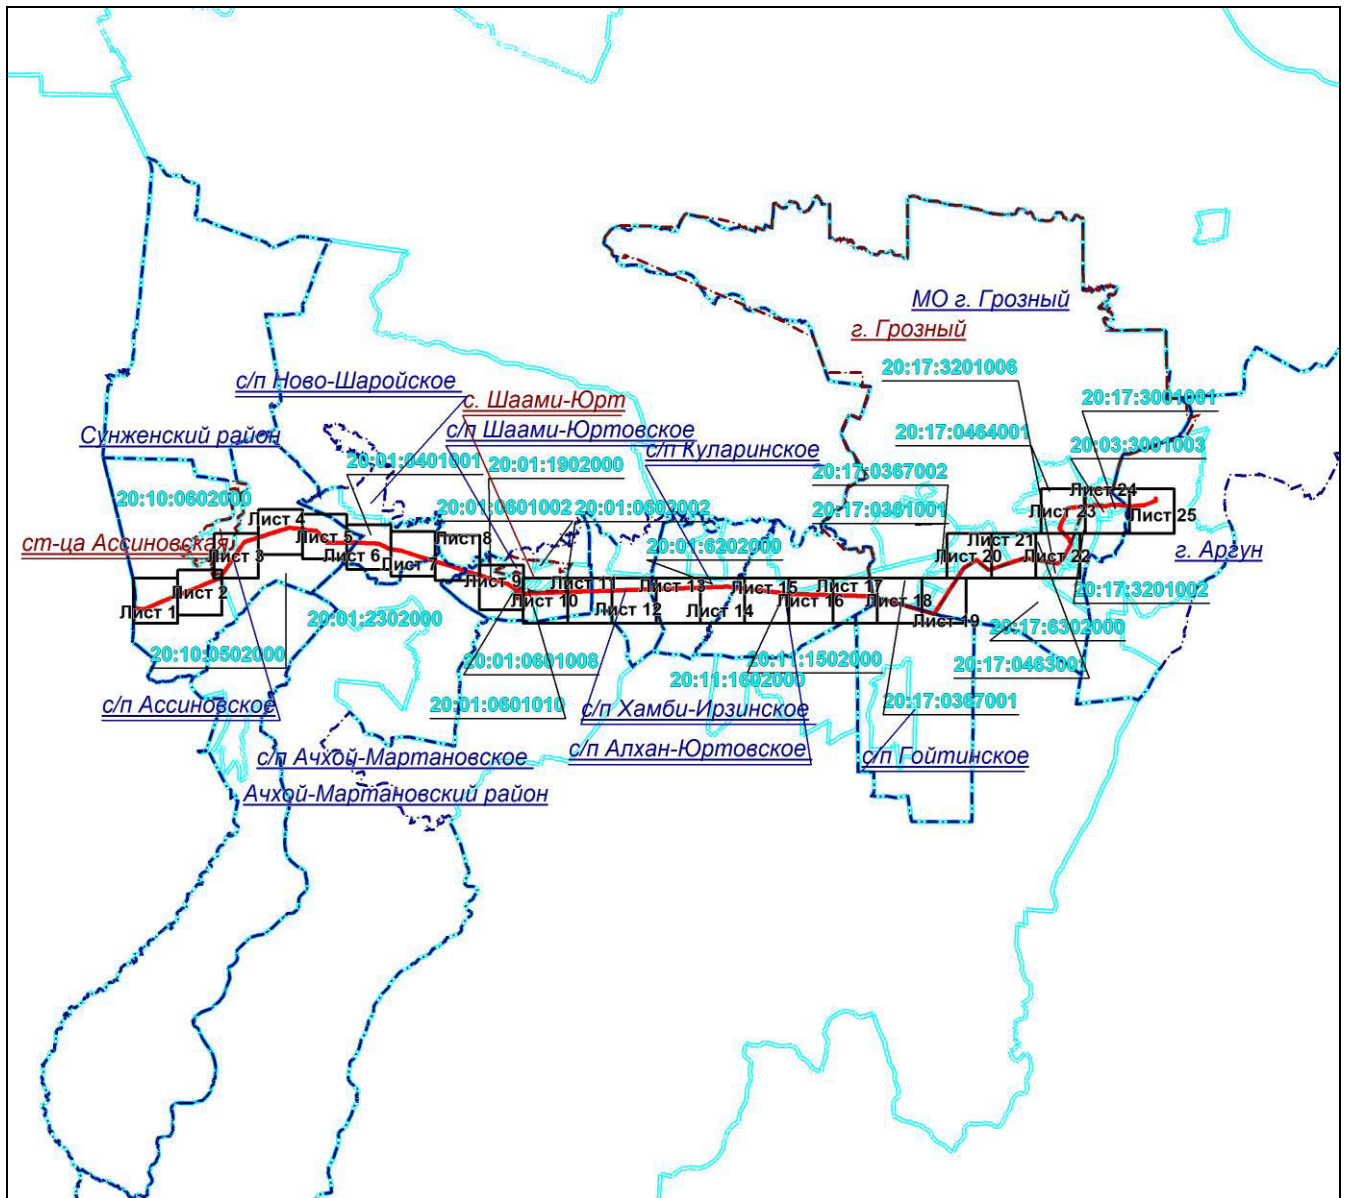 МО г. Грозный
г. Грозный
20:17:3201006
с/п Ново-Шаройское
с. Шаами-Юрт
20:17:3001001
Сунженский район
с/п Шаами-Юртовское
с/п Куларинское
20:17:0464001
20:03:3001003
20:01:0401001
20:01:1902000
20:17:0367002
20:10:0602000
20:01:0601002
20:01:0602002
20:17:0361001
Лист 24
Лист 4
Лист 23
Лист 25
ст-ца Ассиновская
Лист 5
Лист 8
20:01:6202000
Лист 21
г. Аргун
Лист 3
Лист 6
Лист 7
Лист 20
Лист 22
Лист 9
Лист 11
Лист 13
Лист 15
Лист 17
20:17:3201002
Лист 2
Лист 1
Лист 10
Лист 12
Лист 14
Лист 16
Лист 18
Лист 19
20:01:2302000
20:17:6302000
20:10:0502000
20:01:0601008
20:11:1502000
20:17:0463001
20:11:1602000
с/п Ассиновское
20:01:0601010
с/п Хамби-Ирзинское
20:17:0367001
с/п Ачхой-Мартановское
с/п Алхан-Юртовское
с/п Гойтинское
Ачхой-Мартановский район